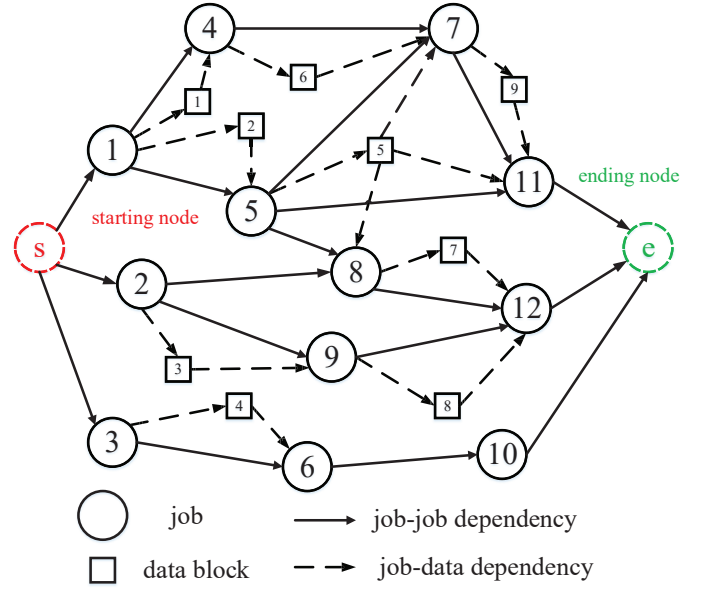 4
7
6
9
1
2
1
5
11
ending node
5
starting node
s
e
8
7
2
12
9
3
8
4
3
6
10
job
job-job dependency
data block
job-data dependency